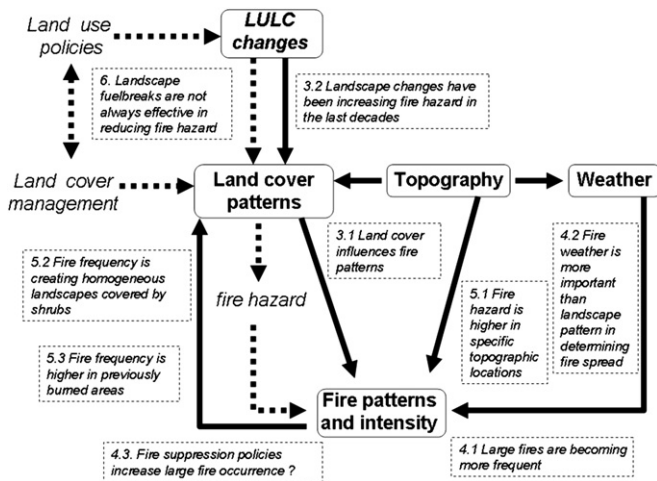 Land use
policies
LULC
changes
6. Landscape
fuelbreaks are not
always effective in
reducing fire hazard
3.2 Landscape changes have
been increasing fire hazard in
the last decades
Land cover
management
Land cover
patterns
Topography
Weather
5.2 Fire frequency is
creating homogeneous
landscapes covered by
shrubs
3.1 Land cover
influences fire
patterns
4.2 Fire
weather is
more
important
than
landscape
pattern in
determining
fire spread
fire hazard
5.1 Fire
hazard is
higher in
specific
topographic
locations
5.3 Fire frequency is
higher in previously
burned areas
Fire patterns
and intensity
4.3. Fire suppression policies
increase large fire occurrence ?
4.1 Large fires are becoming
more frequent